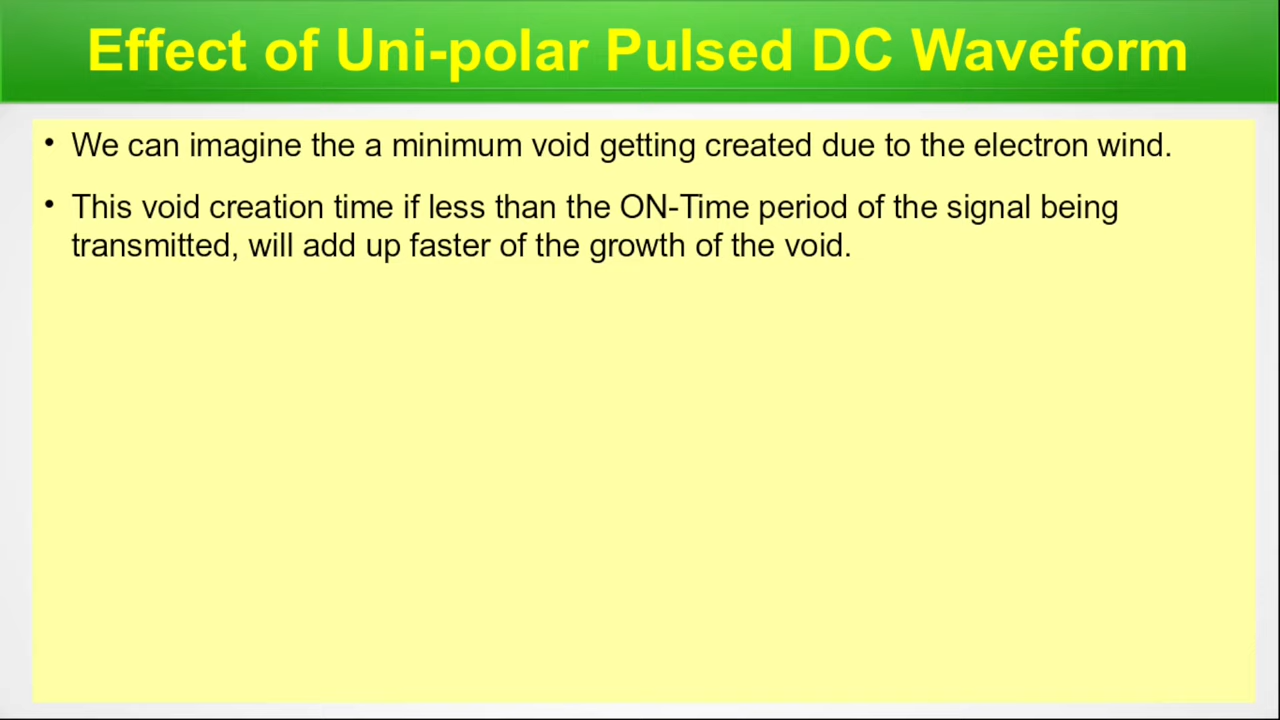 Effect of Uni-polar Pulsed DC Waveform
• We can imagine the a minimum void getting created due to the electron wind.
• This void creation time if less than the ON-Time period of the signal being
transmitted, will add up faster of the growth of the void.